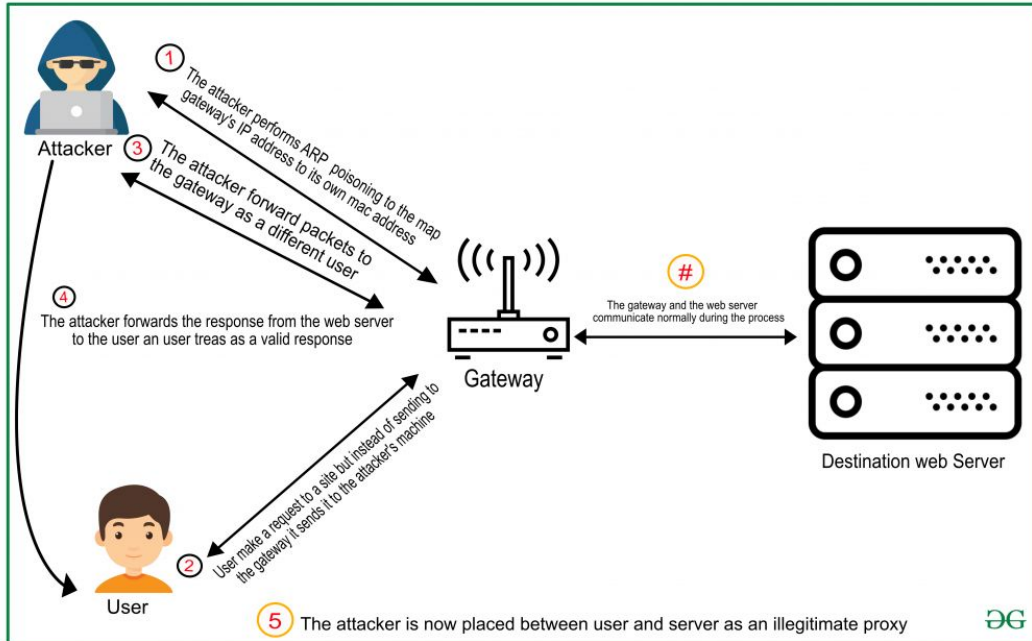 1
The attacker performs ARP poisoning to the map
gateway's IP address to its own mac address
Attacker
3
The attacker forward packets to
the gateway as a different user
4
The attacker forwards the response from the web server
to the user an user treas as a valid response
#
The gateway and the web server
communicate normally during the process
Gateway
Destination web Server
2
User make a request to a site but instead of sending to
the gateway it sends it to the attacker's machine
User
5
The attacker is now placed between user and server as an illegitimate proxy